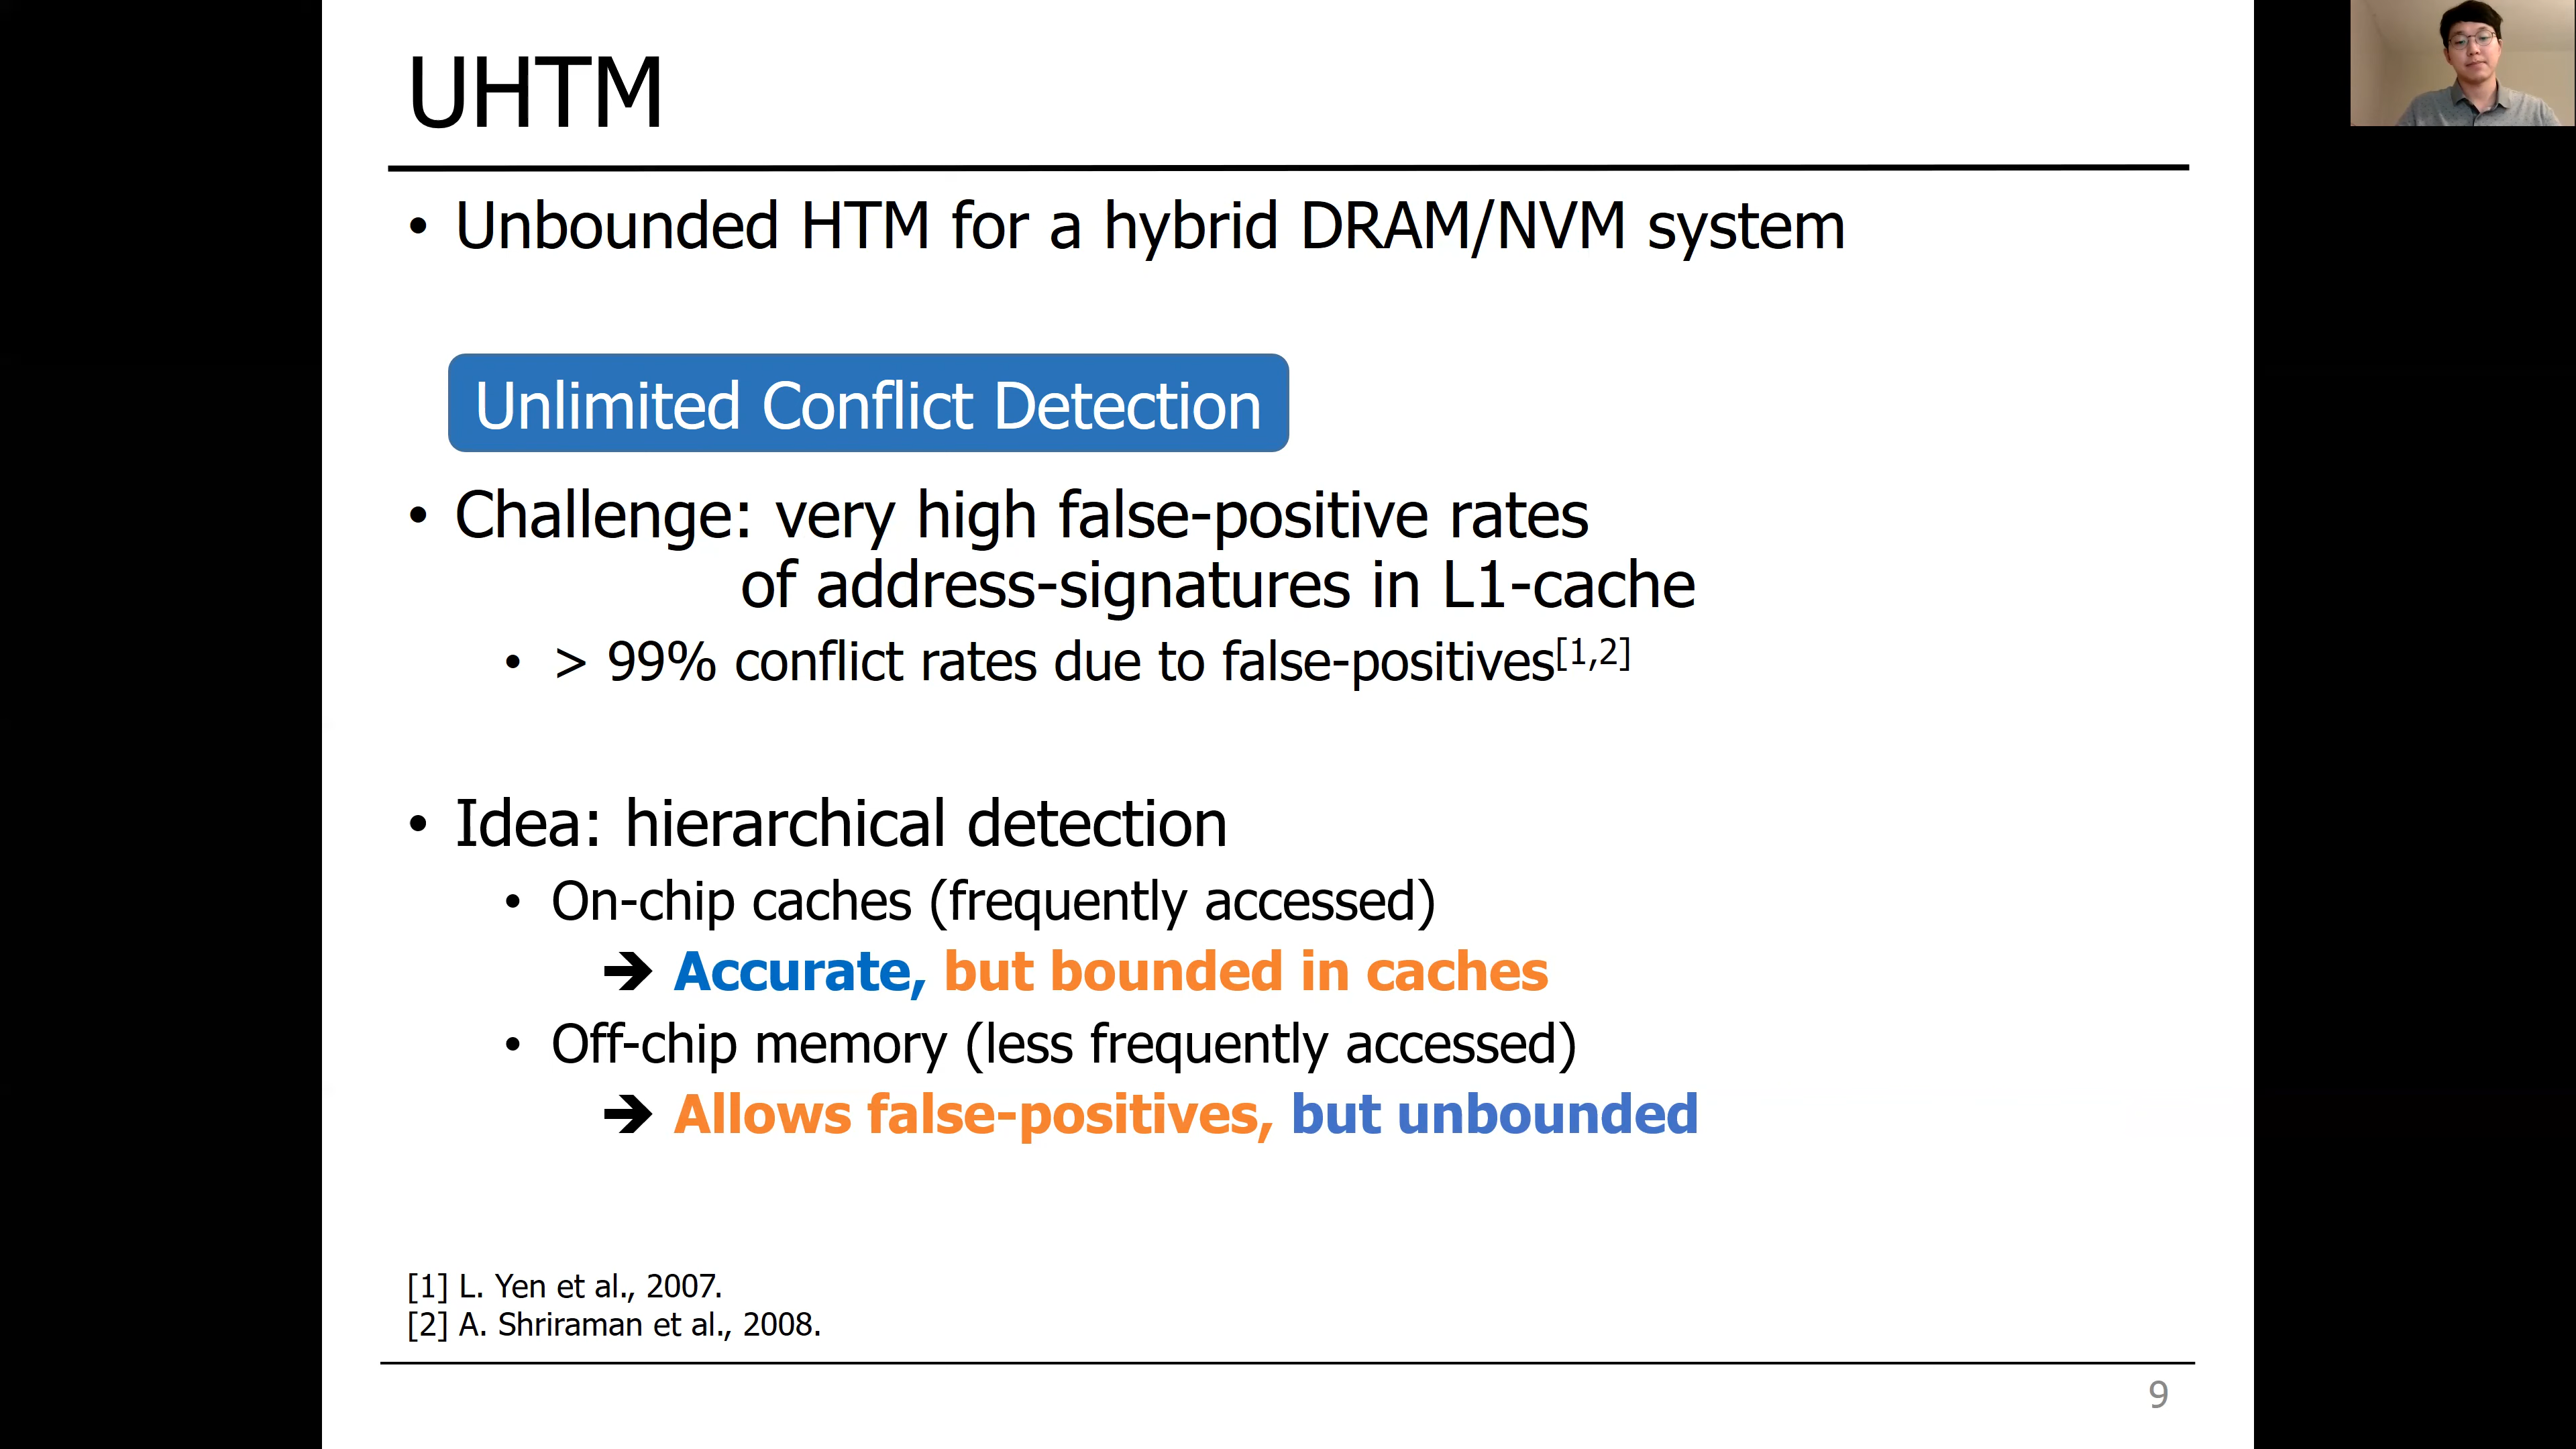 UHTM
• Unbounded HTM for a hybrid DRAM/NVM system
Unlimited Conflict Detection
• Challenge: very high false-positive rates
of address-signatures in L1-cache
• > 99% conflict rates due to false-positives[1,2]
• Idea: hierarchical detection
• On-chip caches (frequently accessed)
➔ Accurate, but bounded in caches
• Off-chip memory (less frequently accessed)
➔ Allows false-positives, but unbounded
[1] L. Yen et al., 2007.
[2] A. Shriraman et al., 2008.
9